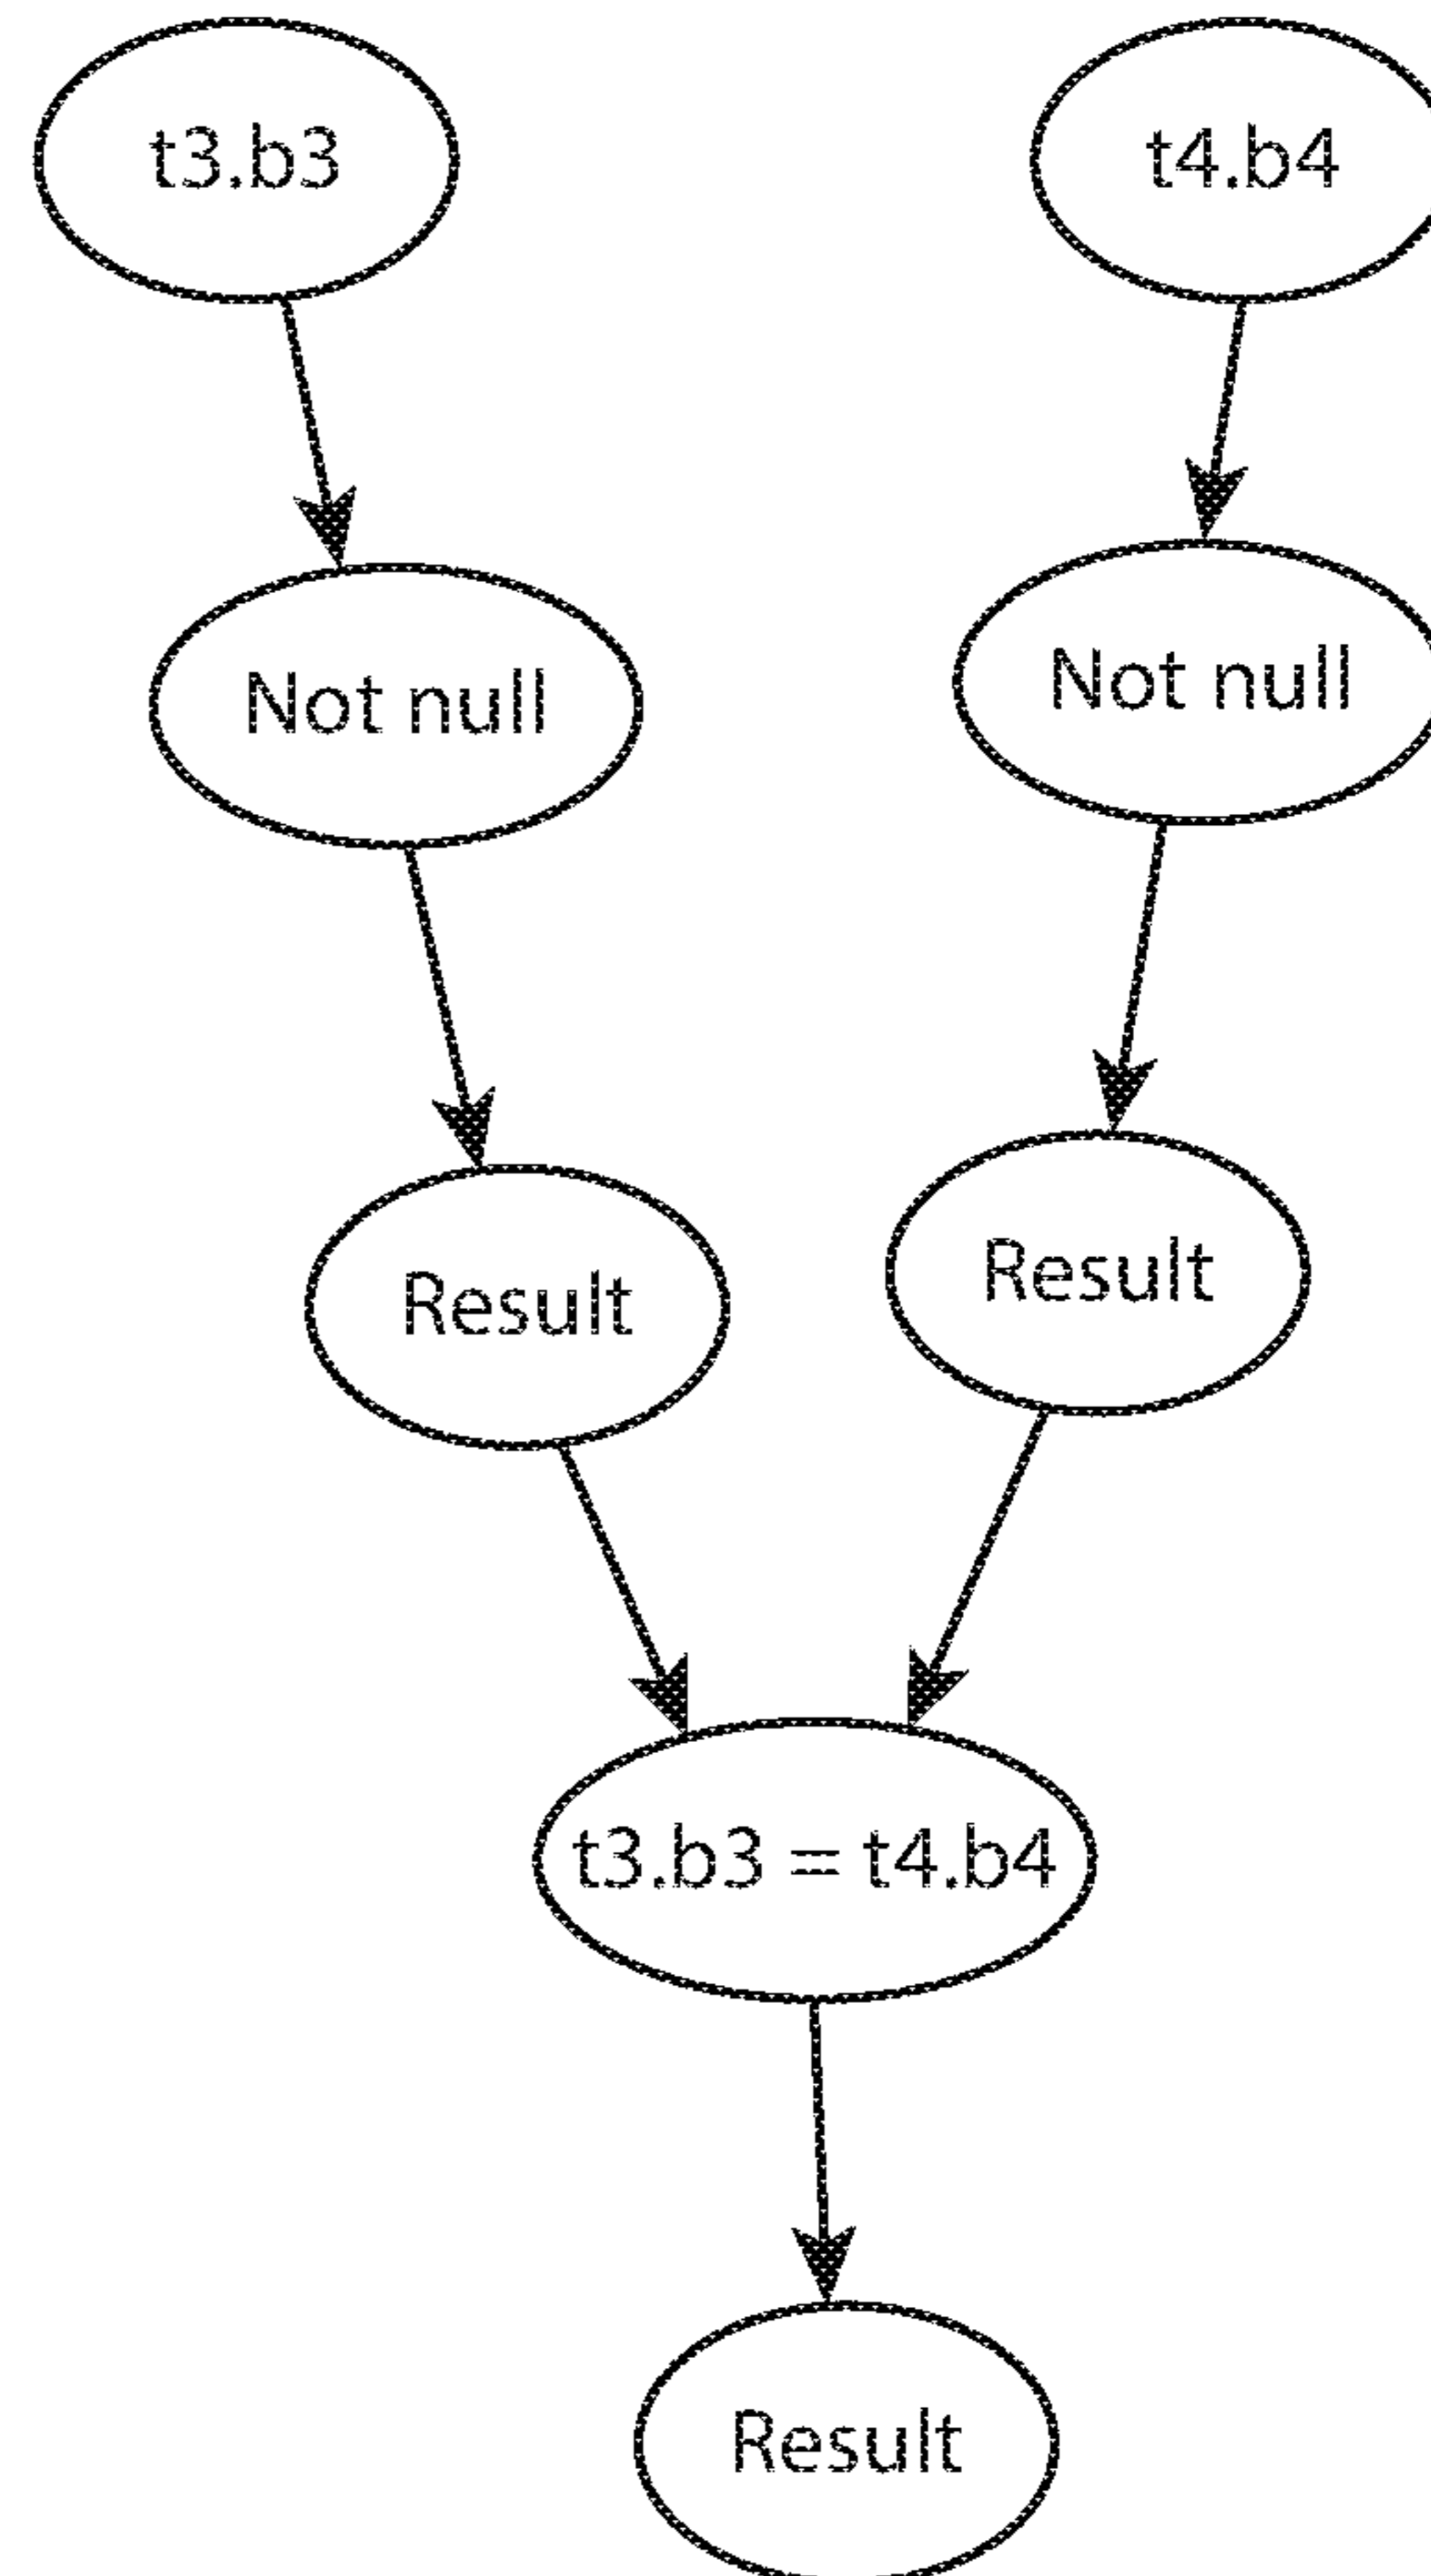 t3.b3
t4.b4
Not null
Not null
Result
Result
t3.b3 = t4.b4
Result